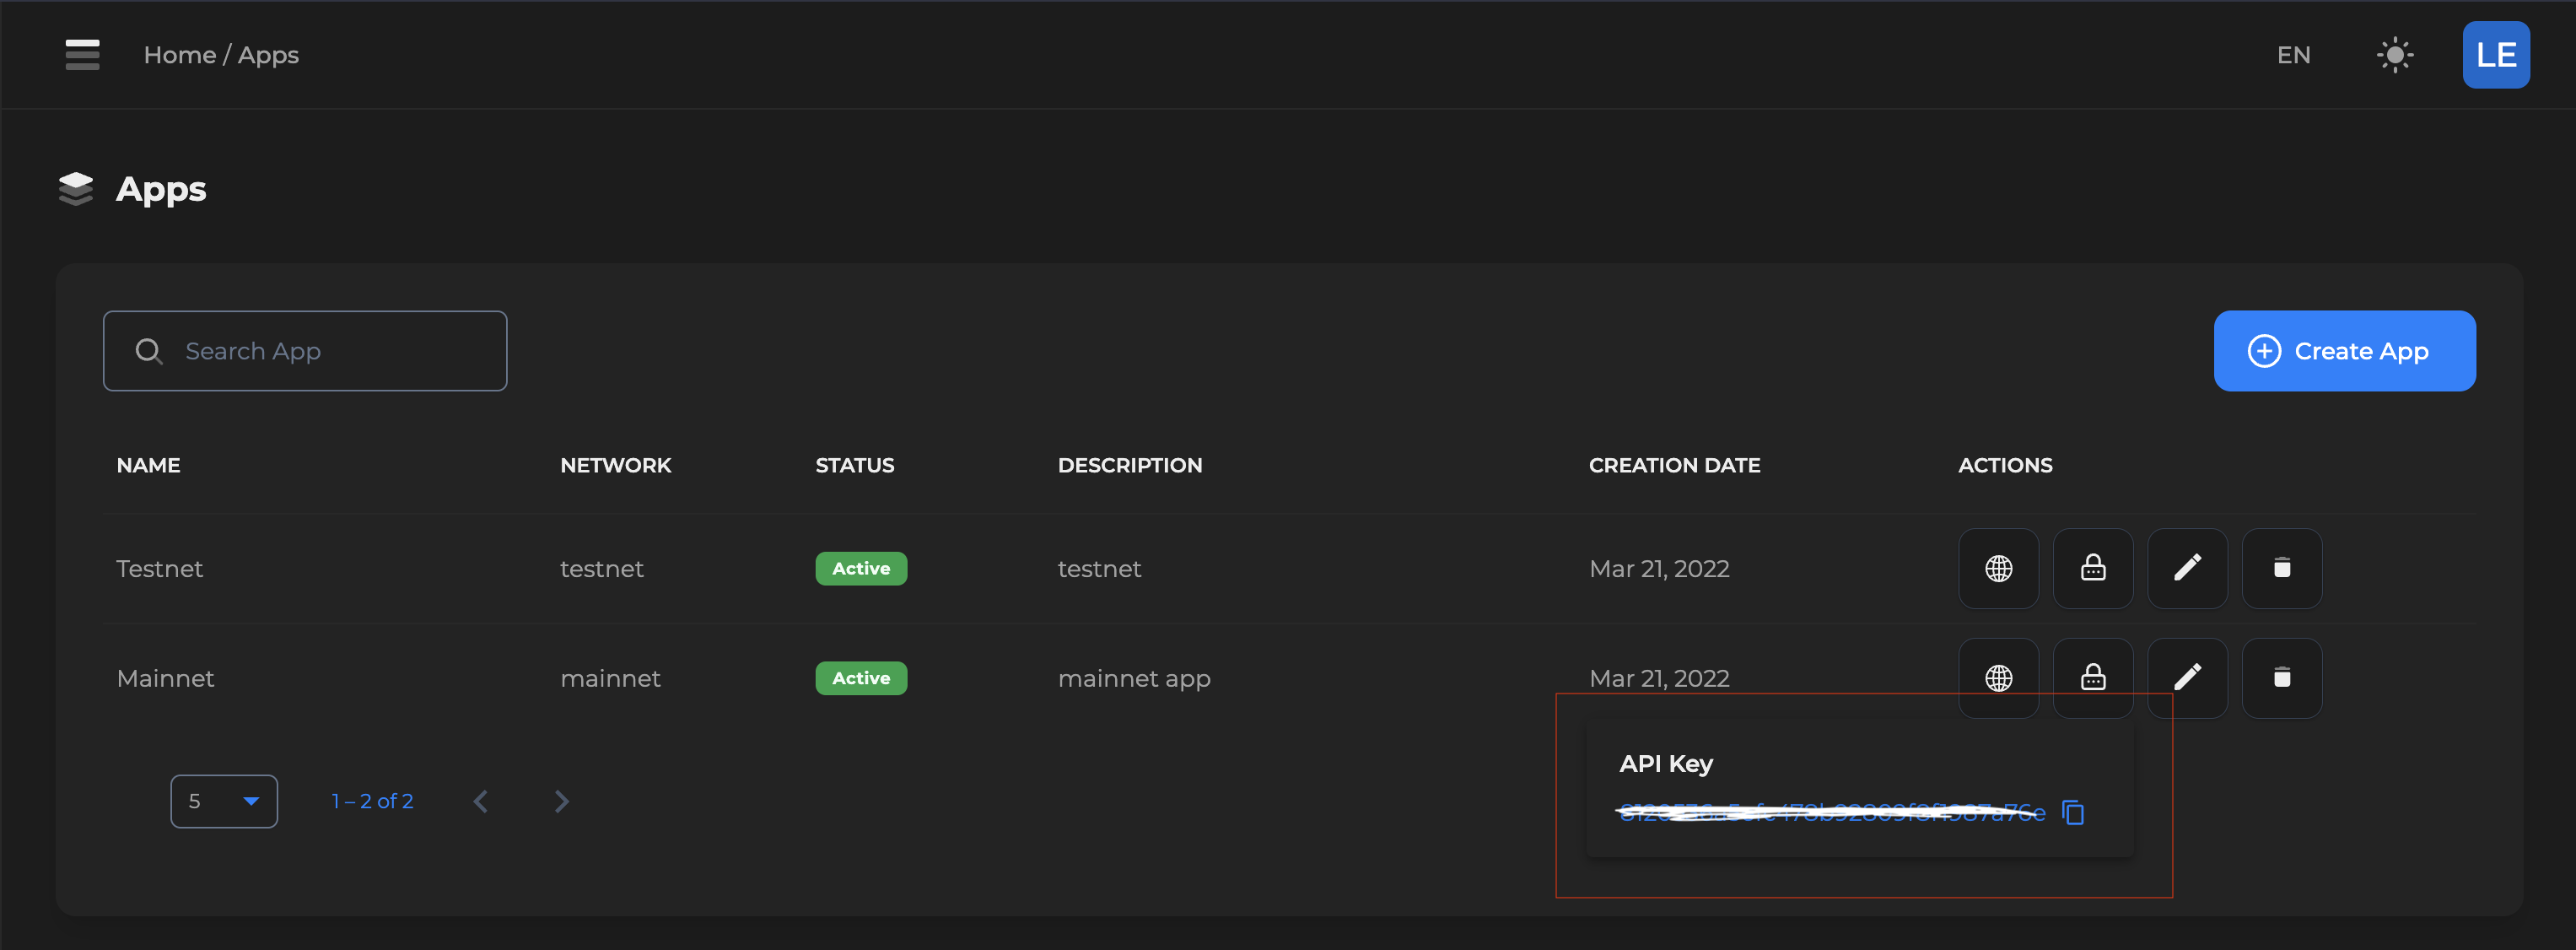 Home / Apps
EN
LE
Apps
Search App
Create App
NAME NETWORK STATUS DESCRIPTION CREATION DATE ACTIONS
Testnet testnet Active testnet Mar 21, 2022
Mainnet mainnet Active mainnet app Mar 21, 2022
API Key
5 1 – 2 of 2